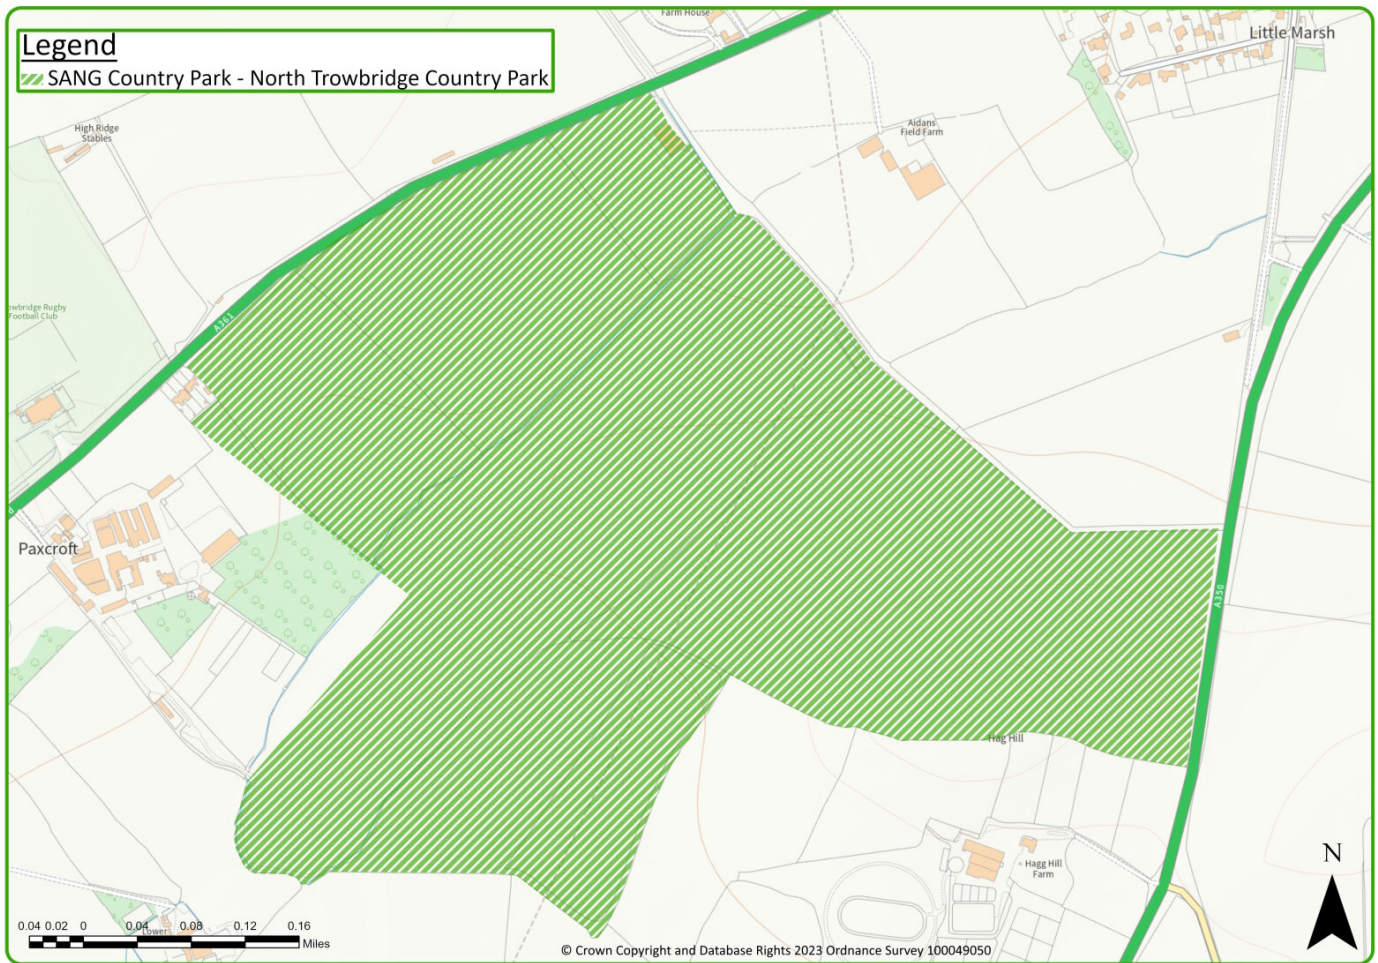 Farm House
Little Marsh
Legend
SANG Country Park - North Trowbridge Country Park
High Ridge
Stables
Aidans
Field Farm
owbridge Rugby
Football Club
A361
Paxcroft
A350
Hag Hill
Hagg Hill
Farm
N
Lower
0.04 0.02 0 0.04 0.08 0.12 0.16
Miles
© Crown Copyright and Database Rights 2023 Ordnance Survey 100049050